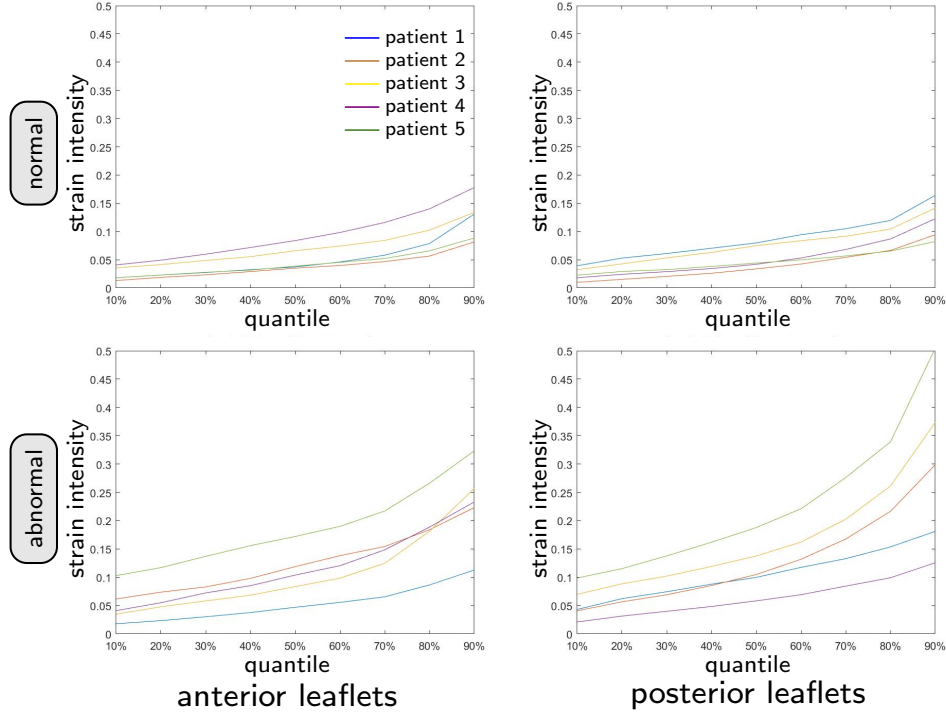 normal
strain intensity
0.5
0.45
0.4
0.35
0.3
0.25
0.2
0.15
0.1
0.05
0
patient 1
patient 2
patient 3
patient 4
patient 5
10% 20% 30% 40% 50% 60% 70% 80% 90%
quantile
strain intensity
0.5
0.45
0.4
0.35
0.3
0.25
0.2
0.15
0.1
0.05
0
10% 20% 30% 40% 50% 60% 70% 80% 90%
quantile
abnormal
strain intensity
0.5
0.45
0.4
0.35
0.3
0.25
0.2
0.15
0.1
0.05
0
10% 20% 30% 40% 50% 60% 70% 80% 90%
quantile
anterior leaflets
strain intensity
0.5
0.45
0.4
0.35
0.3
0.25
0.2
0.15
0.1
0.05
0
10% 20% 30% 40% 50% 60% 70% 80% 90%
quantile
posterior leaflets